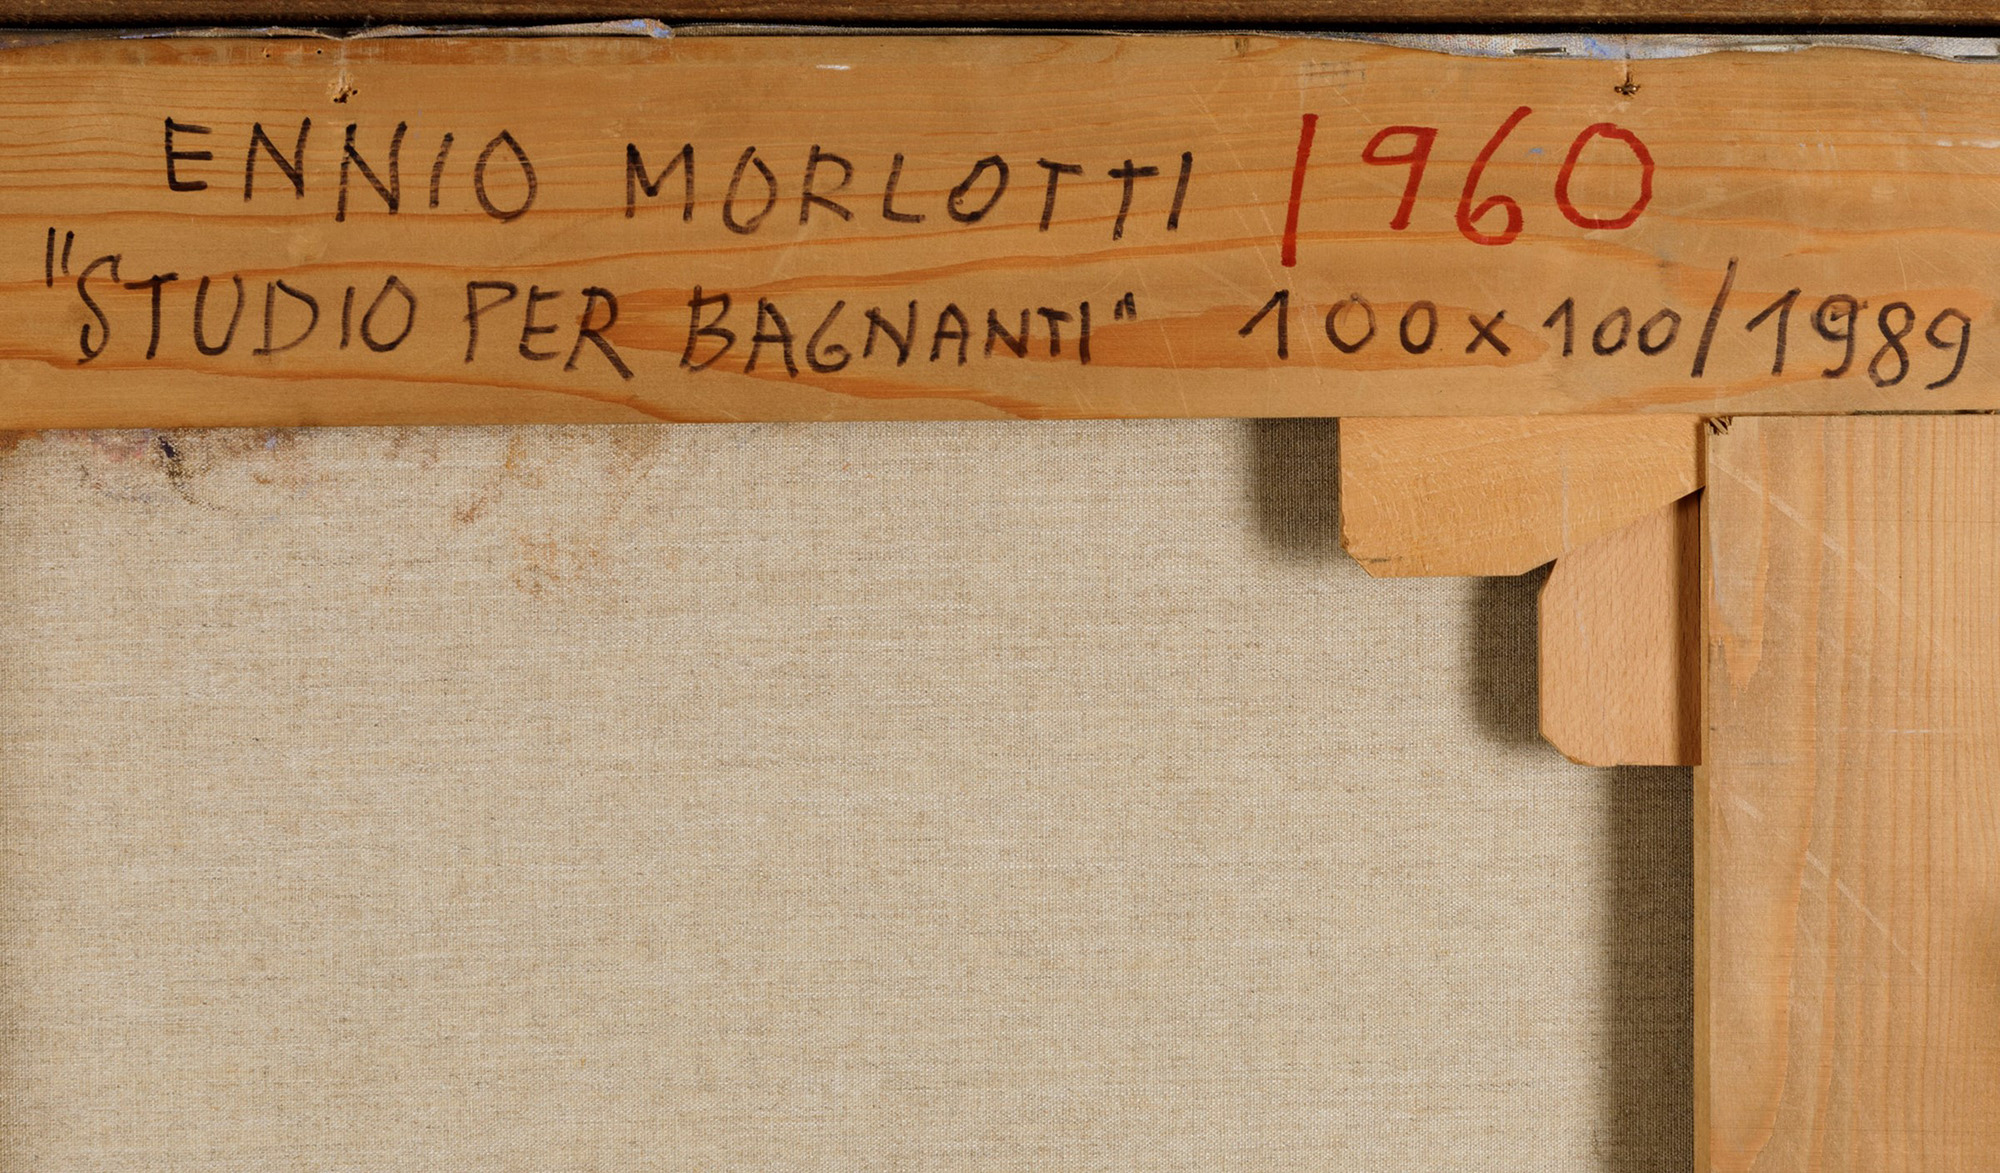 ENNIO MORLOTTI 1960
"STUDIO PER BAGNANTI" 100x100/1989